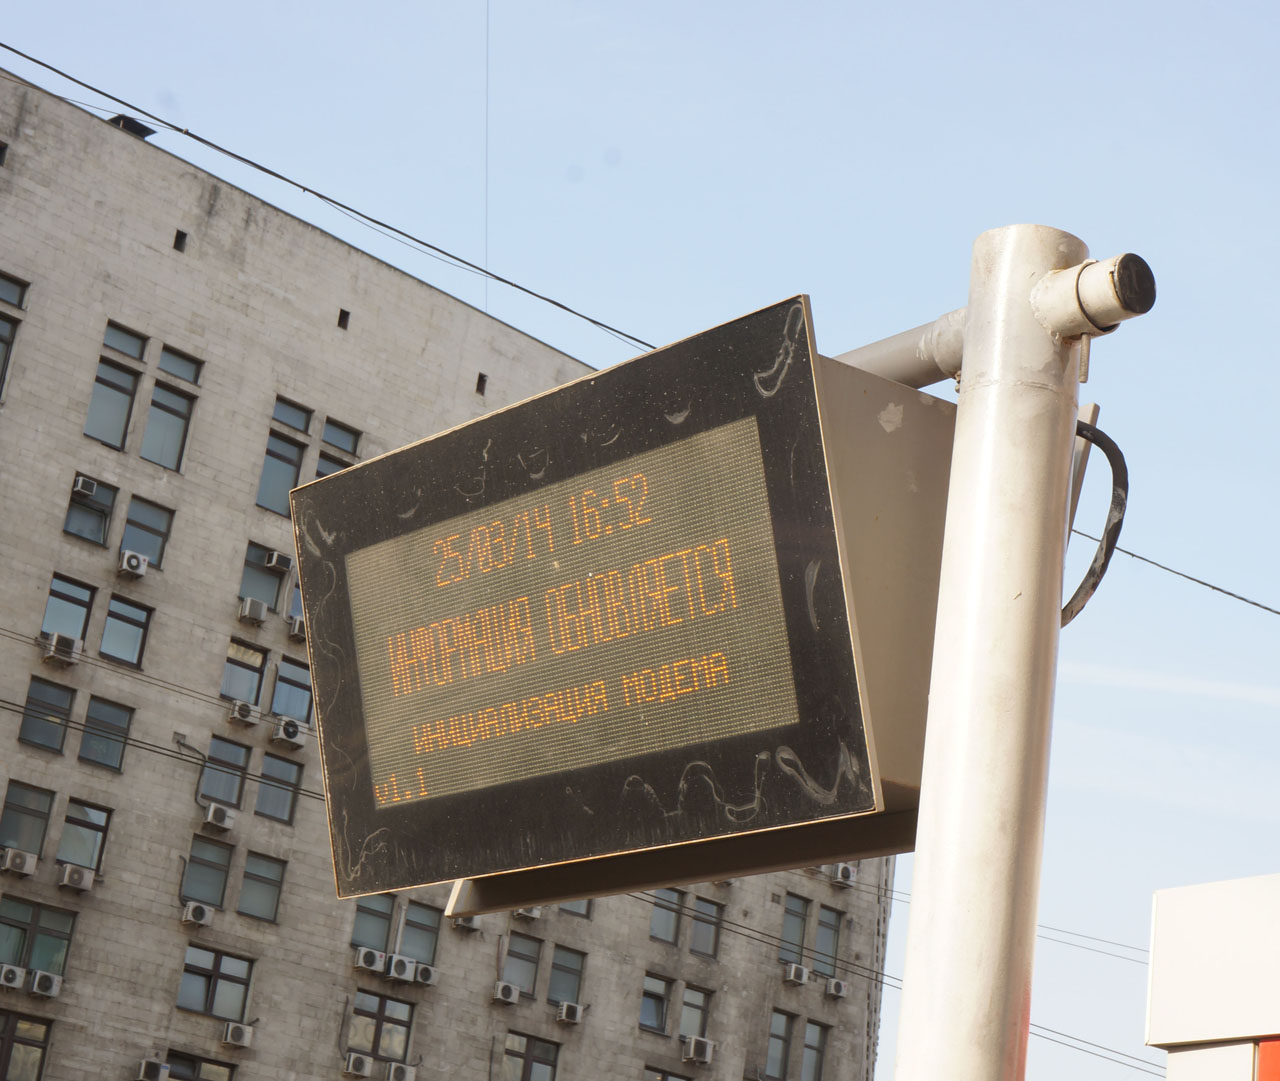 25/03/14 16:52
ИНФОРМАЦИЯ ОБНОВЛЯЕТСЯ
ИНИЦИАЛИЗАЦИЯ МОДЕМА
v1.1